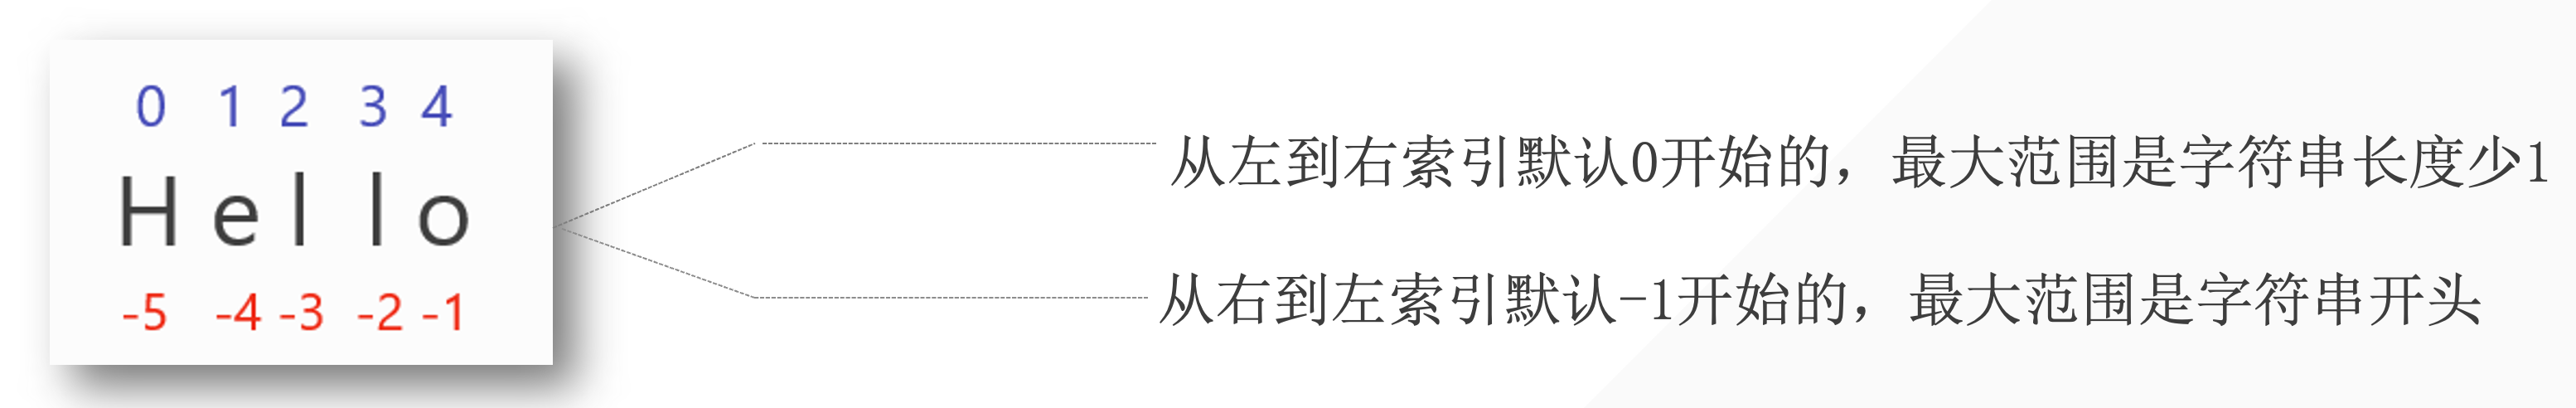 0 1 2 3 4
H e l l o
-5 -4 -3 -2 -1
从左到右索引默认0开始的，最大范围是字符串长度少1
从右到左索引默认-1开始的，最大范围是字符串开头